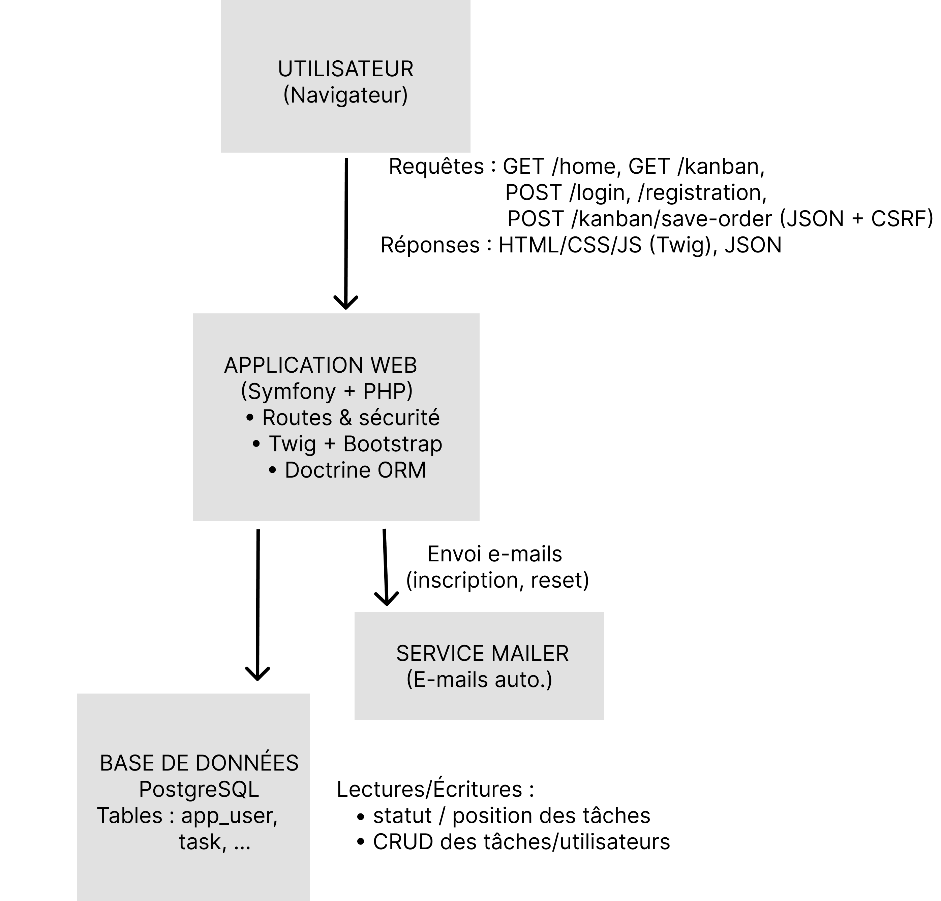 UTILISATEUR
(Navigateur)
Requêtes : GET /home, GET /kanban,
POST /login, /registration,
POST /kanban/save-order (JSON + CSRF)
Réponses : HTML/CSS/JS (Twig), JSON
APPLICATION WEB
(Symfony + PHP)
• Routes & sécurité
• Twig + Bootstrap
• Doctrine ORM
Envoi e-mails
(inscription, reset)
SERVICE MAILER
(E-mails auto.)
BASE DE DONNÉES
PostgreSQL
Tables : app_user,
task, ...
Lectures/Écritures :
• statut / position des tâches
• CRUD des tâches/utilisateurs